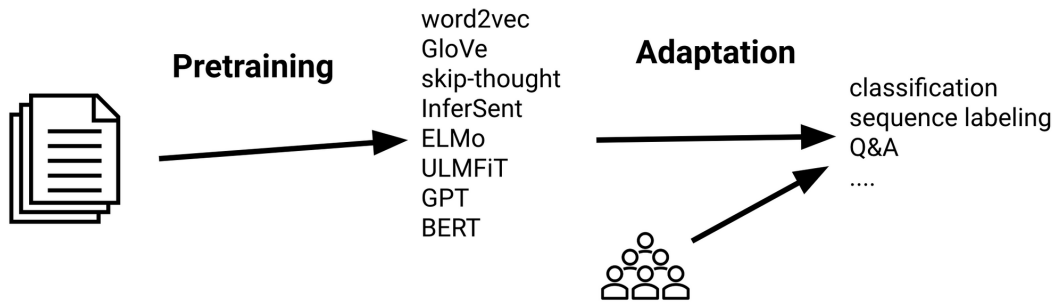 Pretraining
word2vec
GloVe
skip-thought
InferSent
ELMo
ULMFiT
GPT
BERT
Adaptation
classification
sequence labeling
Q&A
....